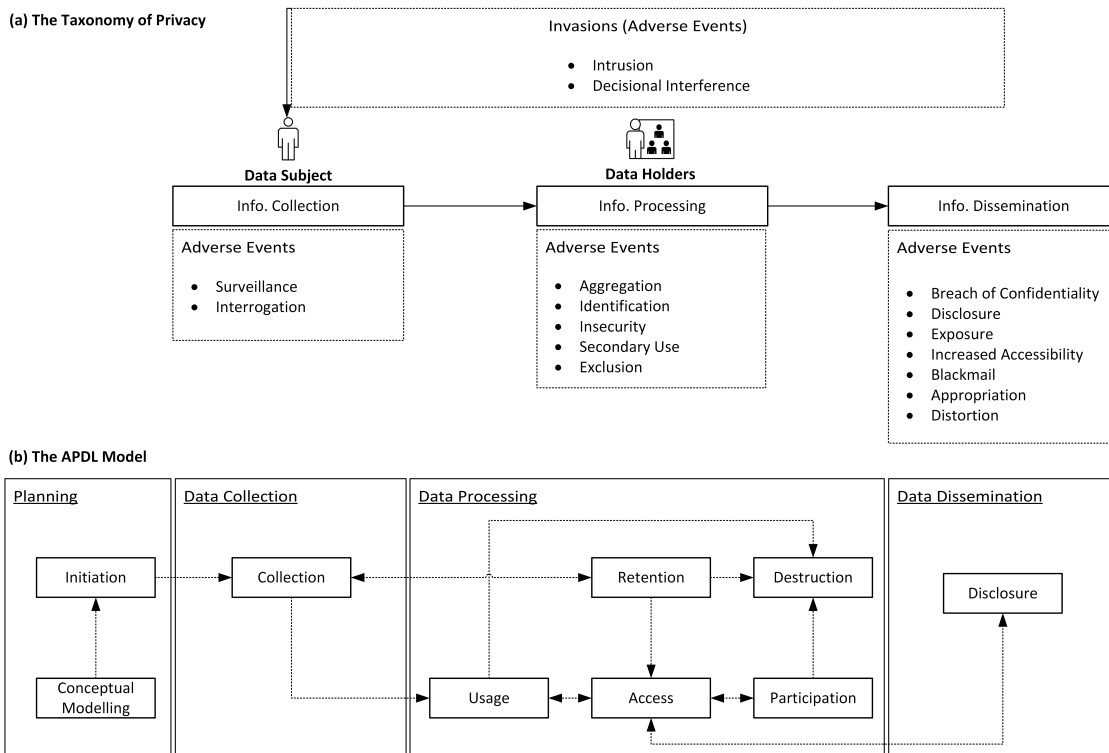 (a) The Taxonomy of Privacy
Invasions (Adverse Events)
● Intrusion
● Decisional Interference
Data Subject
Data Holders
Info. Collection
Info. Processing
Info. Dissemination
Adverse Events
● Surveillance
● Interrogation
Adverse Events
● Aggregation
● Identification
● Insecurity
● Secondary Use
● Exclusion
Adverse Events
● Breach of Confidentiality
● Disclosure
● Exposure
● Increased Accessibility
● Blackmail
● Appropriation
● Distortion
(b) The APDL Model
Planning
Initiation
Conceptual
Modelling
Data Collection
Collection
Data Processing
Retention
Destruction
Usage
Access
Participation
Data Dissemination
Disclosure